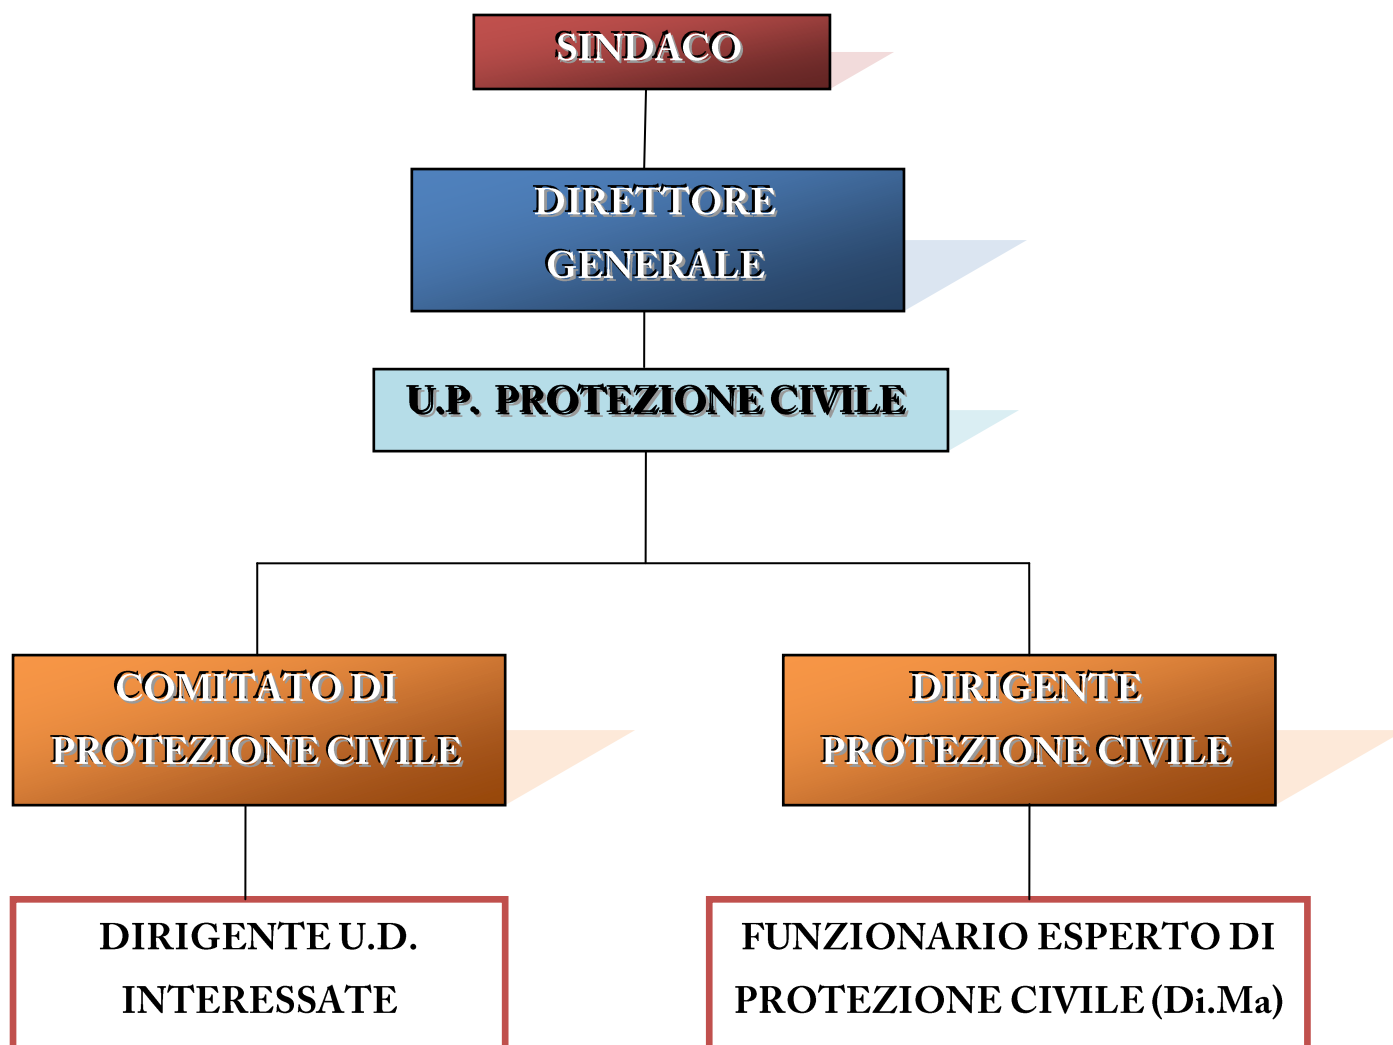 SINDACO
DIRETTORE
GENERALE
U.P. PROTEZIONE CIVILE
COMITATO DI
PROTEZIONE CIVILE
DIRIGENTE
PROTEZIONE CIVILE
DIRIGENTE U.D.
INTERESSATE
FUNZIONARIO ESPERTO DI
PROTEZIONE CIVILE (Di.Ma)